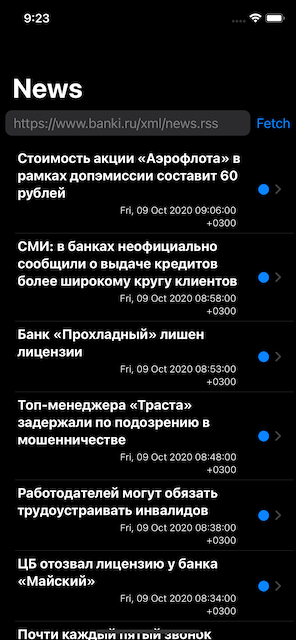 9:23
News
https://www.banki.ru/xml/news.rss
Fetch
Стоимость акции «Аэрофлота» в
рамках допэмиссии составит 60
рублей
Fri, 09 Oct 2020 09:06:00
+0300
СМИ: в банках неофициально
сообщили о выдаче кредитов
более широкому кругу клиентов
Fri, 09 Oct 2020 08:58:00
+0300
Банк «Прохладный» лишен
лицензии
Fri, 09 Oct 2020 08:53:00
+0300
Топ-менеджера «Траста»
задержали по подозрению в
мошенничестве
Fri, 09 Oct 2020 08:48:00
+0300
Работодателей могут обязать
трудоустраивать инвалидов
Fri, 09 Oct 2020 08:38:00
+0300
ЦБ отозвал лицензию у банка
«Майский»
Fri, 09 Oct 2020 08:34:00
+0300
Почти каждый пятый звонок